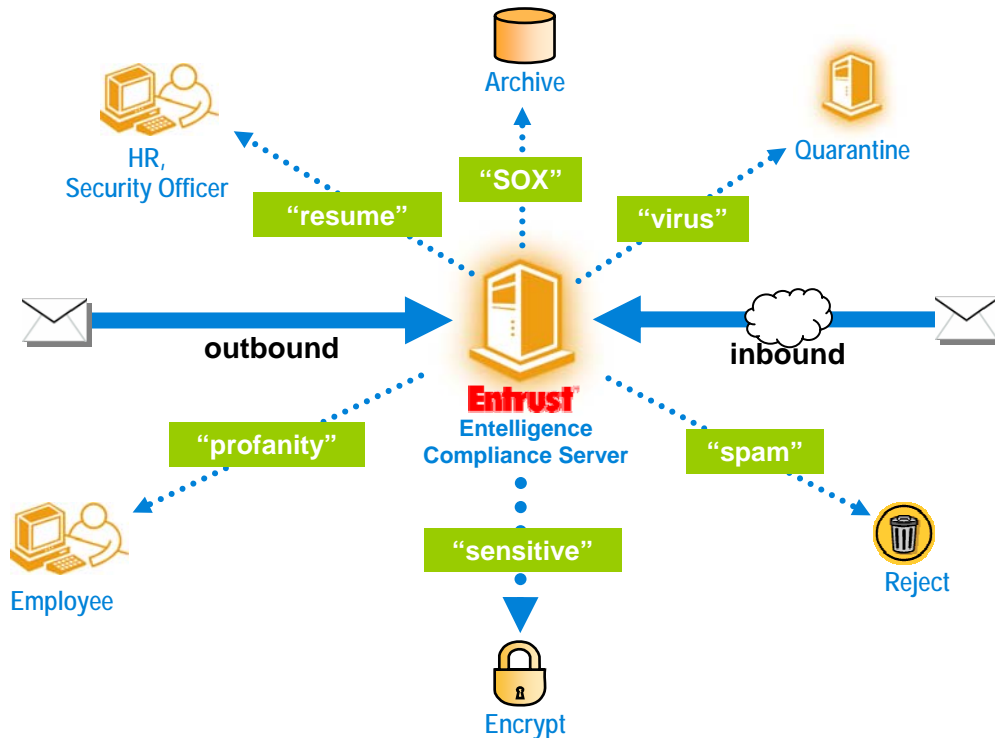 Archive
HR,
Security Officer
Quarantine
“SOX”
“resume”
“virus”
outbound
inbound
Entrust®
Entelligence
Compliance Server
“profanity”
“spam”
“sensitive”
Employee
Reject
Encrypt